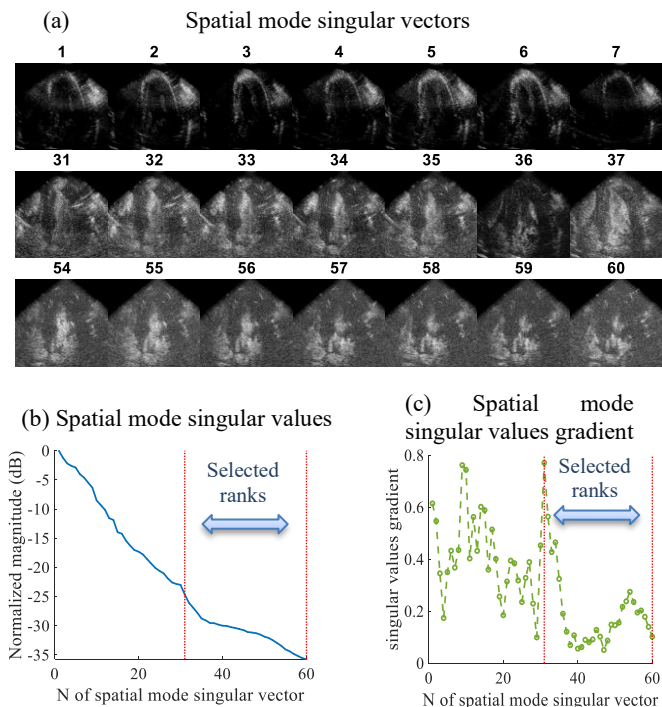 (a) Spatial mode singular vectors
1 2 3 4 5 6 7
31 32 33 34 35 36 37
54 55 56 57 58 59 60
(b) Spatial mode singular values
0
-5
-10
-15
-20
-25
-30
-35
Normalized magnitude (dB)
Selected
ranks
0 20 40 60
N of spatial mode singular vector
(c) Spatial mode
singular values gradient
0.8
0.6
0.4
0.2
0
singular values gradient
Selected
ranks
0 20 40 60
N of spatial mode singular vector